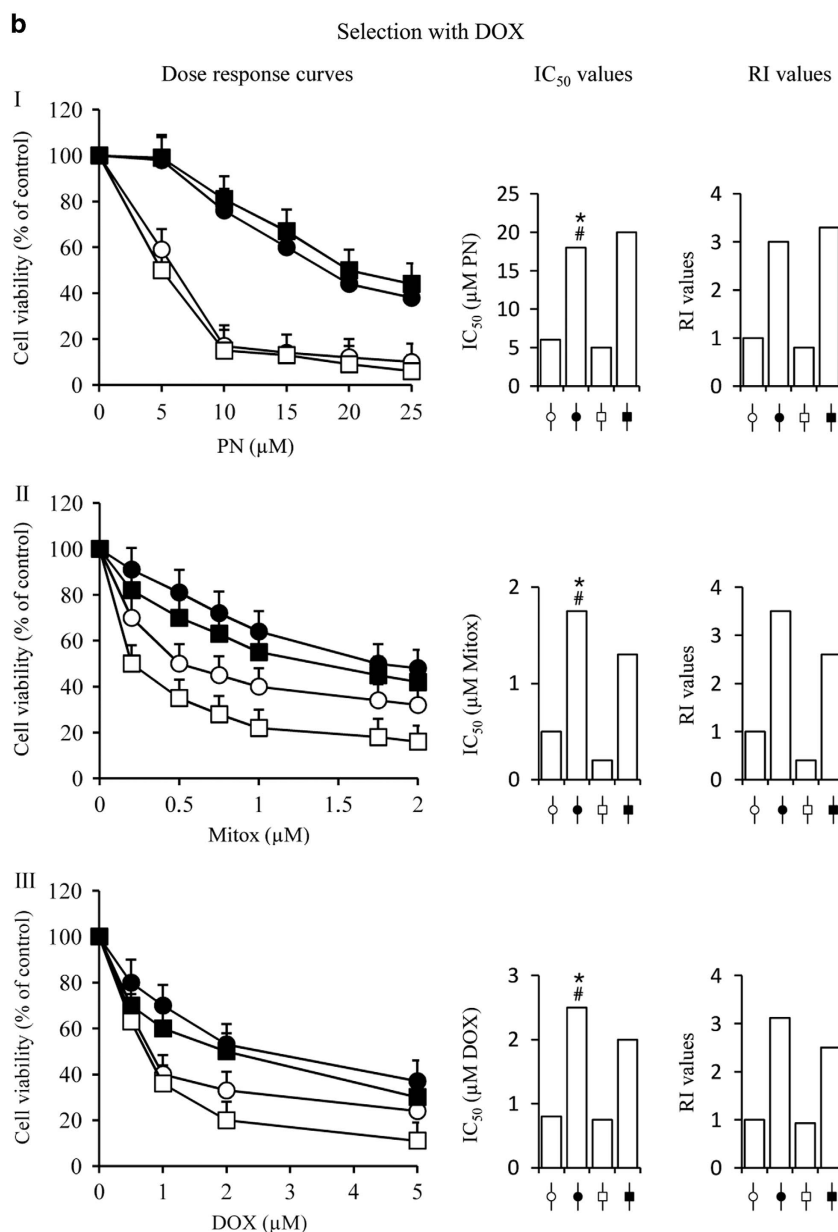 b
Selection with DOX
Dose response curves
IC50 values
RI values
I
Cell viability (% of control)
120
100
80
60
40
20
0
0 5 10 15 20 25
PN (µM)
IC50 (µM PN)
25
20
15
10
5
0
*
#
RI values
4
3
2
1
0
II
Cell viability (% of control)
120
100
80
60
40
20
0
0 0.5 1 1.5 2
Mitox (µM)
IC50 (µM Mitox)
2
1
0
*
#
RI values
4
3
2
1
0
III
Cell viability (% of control)
120
100
80
60
40
20
0
0 1 2 3 4 5
DOX (µM)
IC50 (µM DOX)
3
2
1
0
*
#
RI values
4
3
2
1
0